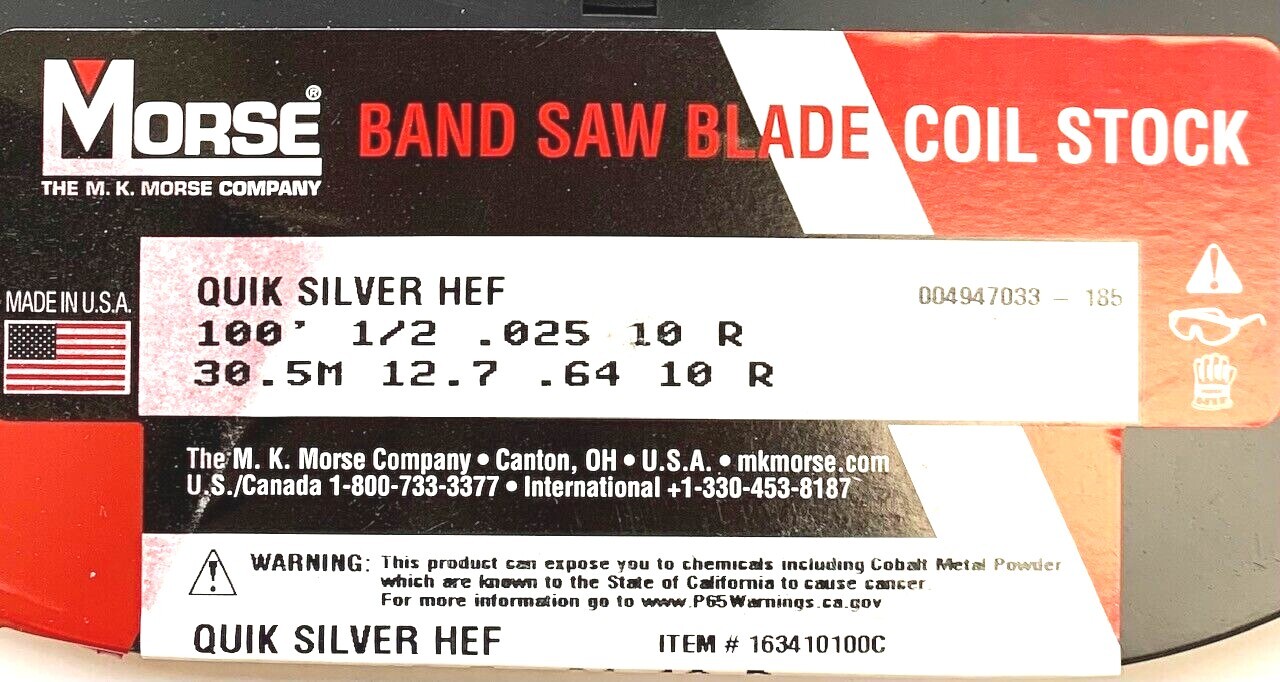 MORSE®
THE M. K. MORSE COMPANY
BAND SAW BLADE COIL STOCK
MADE IN U.S.A.
QUIK SILVER HEF 004947033 - 185
100' 1/2 .025 10 R
30.5M 12.7 .64 10 R
The M. K. Morse Company • Canton, OH • U.S.A. • mkmorse.com
U.S./Canada 1-800-733-3377 • International +1-330-453-8187
WARNING: This product can expose you to chemicals including Cobalt Metal Powder
which are known to the State of California to cause cancer.
For more information go to www.P65Warnings.ca.gov
QUIK SILVER HEF ITEM # 163410100C